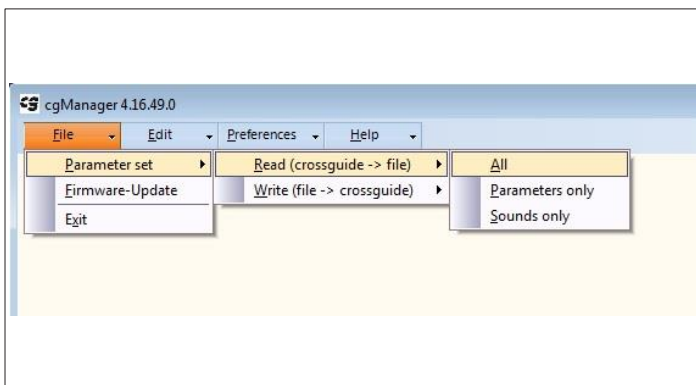 cg cgManager 4.16.49.0
File Edit Preferences Help
Parameter set Read (crossguide -> file) All
Firmware-Update Write (file -> crossguide) Parameters only
Exit Sounds only